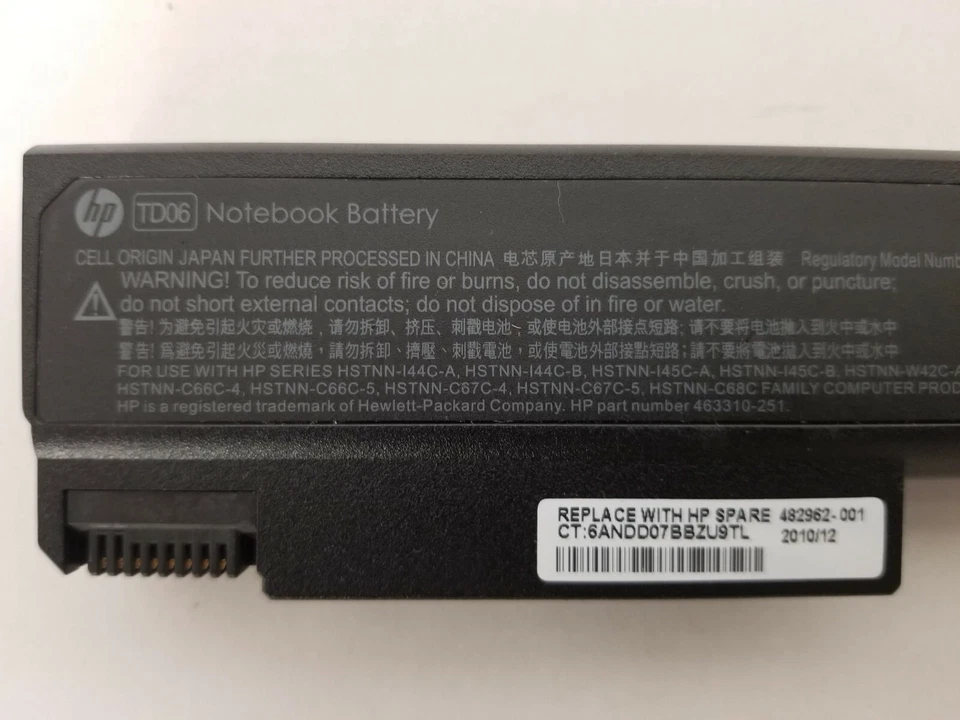 hp TD06 Notebook Battery
CELL ORIGIN JAPAN FURTHER PROCESSED IN CHINA 电芯原产地日本并于中国加工组装 Regulatory Model Numb
WARNING! To reduce risk of fire or burns, do not disassemble, crush, or puncture;
do not short external contacts; do not dispose of in fire or water.
警告! 为避免引起火灾或燃烧，请勿拆卸、挤压、刺戳电池，或使电池外部接点短路；请不要将电池抛入到火中或水中
警告! 為避免引起火災或燃燒，請勿拆卸、擠壓、刺戳電池，或使電池外部接點短路；請不要將電池拋入到火中或水中
FOR USE WITH HP SERIES HSTNN-I44C-A, HSTNN-I44C-B, HSTNN-I45C-A, HSTNN-I45C-B, HSTNN-W42C-A
HSTNN-C66C-4, HSTNN-C66C-5, HSTNN-C67C-4, HSTNN-C67C-5, HSTNN-C68C FAMILY COMPUTER PROD
HP is a registered trademark of Hewlett-Packard Company. HP part number 463310-251.
REPLACE WITH HP SPARE 482962-001
CT:6ANDD07BBZU9TL 2010/12